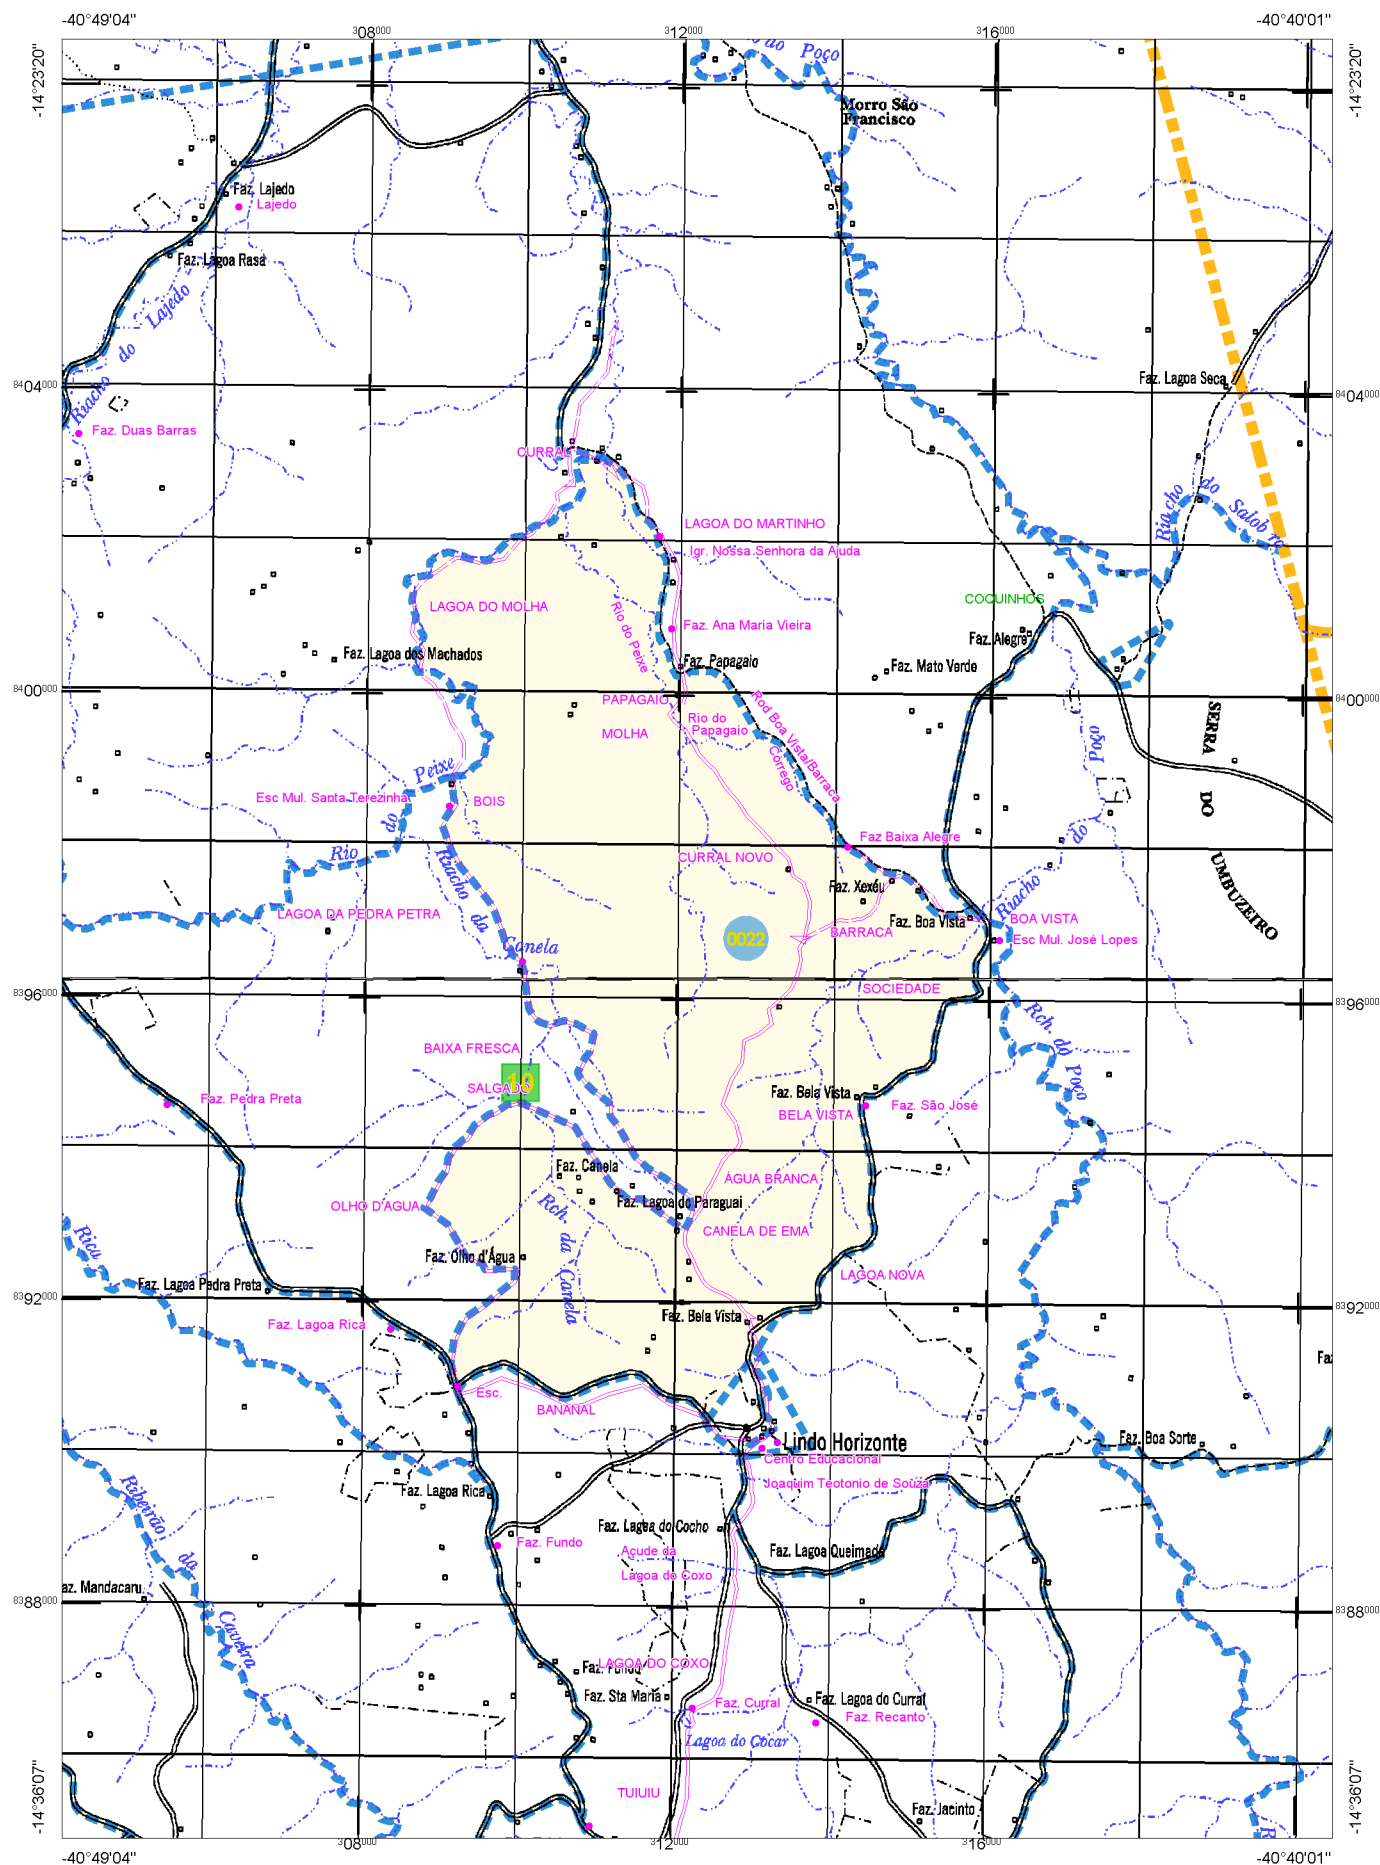 -40°49'04"
308000
312000
316000
-40°40'01"
-14°23'20"
-14°23'20"
do Poço
Morro São
Francisco
Faz. Lajedo
Lajedo
Faz. Lagoa Rasa
Riacho do Lajedo
8404000
Faz. Lagoa Seca
8404000
Faz. Duas Barras
CURRAL
Riacho do Salob
LAGOA DO MARTINHO
Igr. Nossa Senhora da Ajuda
COQUINHOS
LAGOA DO MOLHA
Rio do Peixe
Faz. Ana Maria Vieira
Faz. Alegre
Faz. Lagoa dos Machados
Faz. Papagaio
Faz. Mato Verde
8400000
PAPAGAIO
Rio do
Papagaio
Rod Boa Vista/Barraca
Córrego
8400000
MOLHA
SERRA
DO
UMBUZEIRO
Rio do Peixe
Esc Mul. Santa Terezinha
BOIS
Riacho do Poço
Faz Baixa Alegre
Riacho da Canela
CURRAL NOVO
Faz. Xexéu
LAGOA DA PEDRA PETRA
Faz. Boa Vista
BOA VISTA
BARRACA
0022
Esc Mul. José Lopes
SOCIEDADE
8396000
8396000
Rch. do Poço
BAIXA FRESCA
10
SALGADO
Faz. Pedra Preta
Faz. Bela Vista
BELA VISTA
Faz. São José
Faz. Canela
ÁGUA BRANCA
OLHO D'AGUA
Faz. Lagoa do Paraguai
Rch. da Canela
CANELA DE EMA
Rica
Faz. Olho d'Água
LAGOA NOVA
Faz. Lagoa Pedra Preta
8392000
8392000
Faz. Lagoa Rica
Faz. Bela Vista
Fa
Esc.
BANANAL
Lindo Horizonte
Faz. Boa Sorte
Centro Educacional
Joaquim Teotonio de Souza
Faz. Lagoa Rica
Ribeirão da Caveira
Faz. Lagoa do Cocho
Faz. Fundo
Açude da
Lagoa do Coxo
Faz. Lagoa Queimada
az. Mandacaru
8388000
8388000
LAGOA DO COXO
Faz. Fundo
Faz. Sta Maria
Faz. Curral
Faz. Lagoa do Curral
Faz. Recanto
Lagoa do Cocar
TUIUIU
Faz. Jacinto
R
-14°36'07"
-14°36'07"
308000
312000
316000
-40°49'04"
-40°40'01"